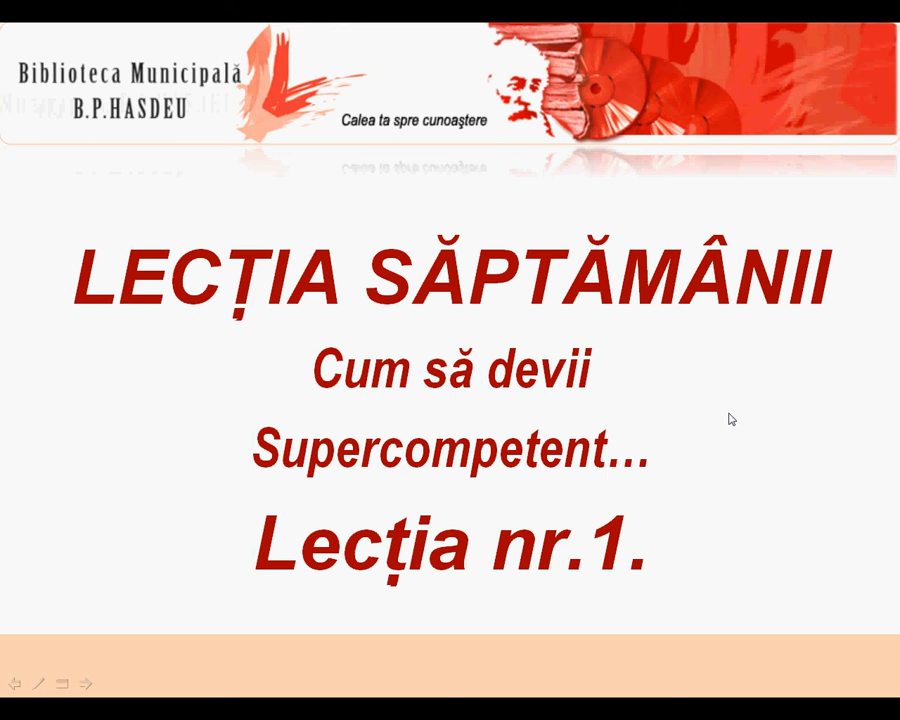 Biblioteca Municipală
B.P.HASDEU
Calea ta spre cunoaştere
LECȚIA SĂPTĂMÂNII
Cum să devii
Supercompetent...
Lecția nr.1.